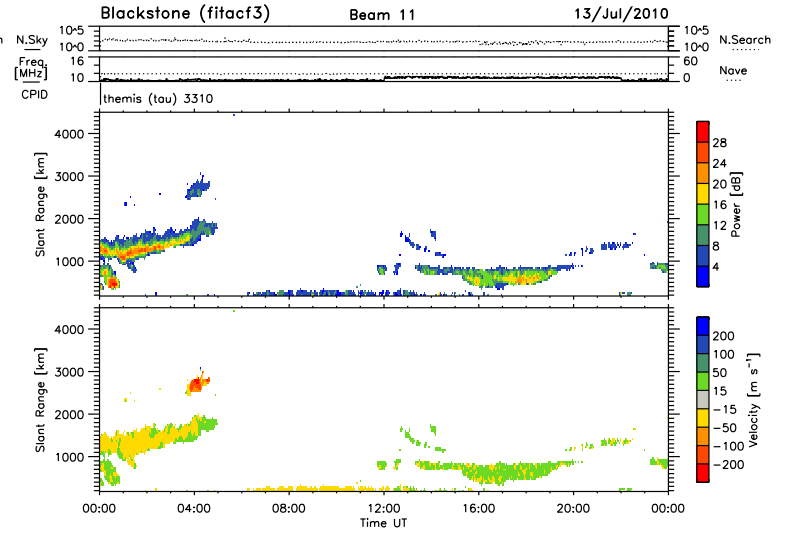 Blackstone (fitacf3) Beam 11 13/Jul/2010
N.Sky 10^5 10^5 N.Search
10^0 10^0
Freq. 16 60
[MHz] 10 0 Nave
CPID themis (tau) 3310
Slant Range [km]
4000
3000
2000
1000
28
24
20
16
12
8
4
Power [dB]
Slant Range [km]
4000
3000
2000
1000
200
100
50
15
-15
-50
-100
-200
Velocity [m s^-1]
00:00 04:00 08:00 12:00 16:00 20:00 00:00
Time UT